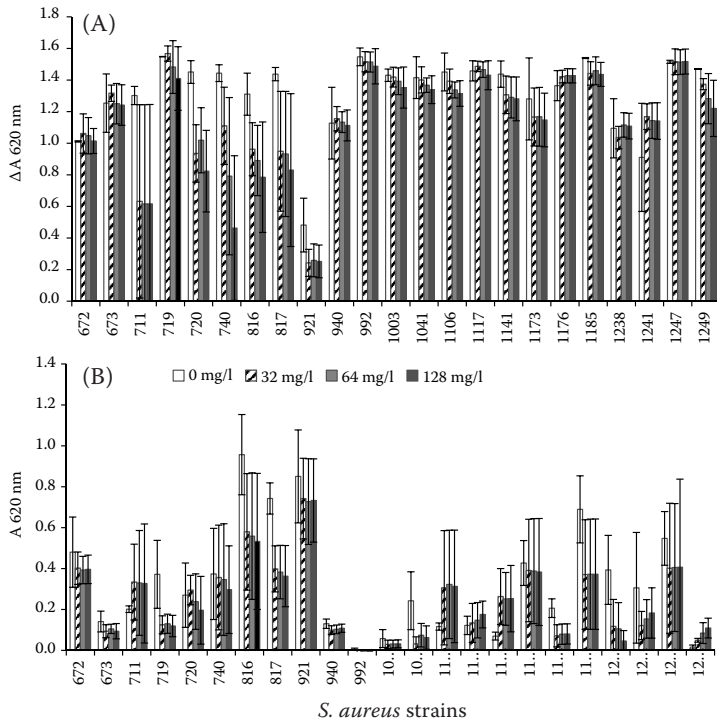 (A)
ΔA 620 nm
1.8
1.6
1.4
1.2
1.0
0.8
0.6
0.4
0.2
0.0
672 673 711 719 720 740 816 817 921 940 992 1003 1041 1106 1117 1141 1173 1176 1185 1238 1241 1247 1249
(B)
0 mg/l 32 mg/l 64 mg/l 128 mg/l
A 620 nm
1.4
1.2
1.0
0.8
0.6
0.4
0.2
0.0
672 673 711 719 720 740 816 817 921 940 992 10.. 10.. 11.. 11.. 11.. 11.. 11.. 11.. 12.. 12.. 12.. 12..
S. aureus strains